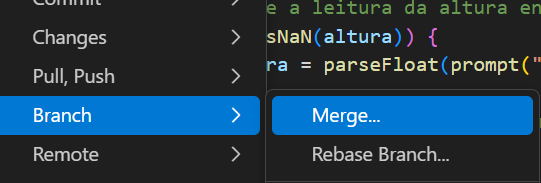 Commit
e a leitura da altura en
Changes
sNaN(altura)) {
Pull, Push
ra = parseFloat(prompt("
Branch
Merge...
Remote
Rebase Branch...